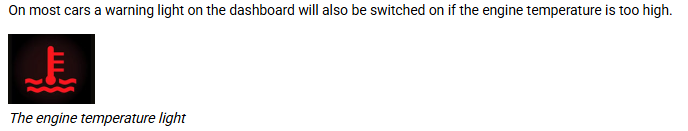 On most cars a warning light on the dashboard will also be switched on if the engine temperature is too high.
The engine temperature light